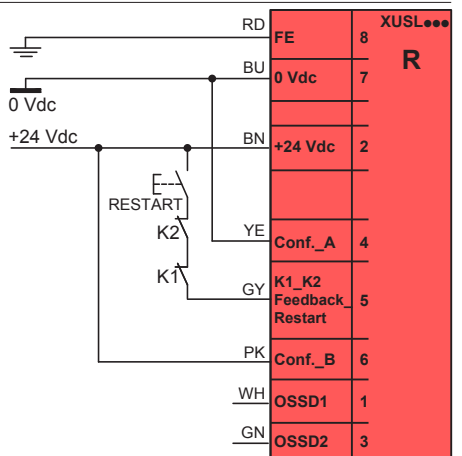 XUSL●●●
R
RD FE 8
BU 0 Vdc 7
0 Vdc
+24 Vdc
BN +24 Vdc 2
RESTART
K2
YE Conf._A 4
K1
GY K1_K2
Feedback_ 5
Restart
PK Conf._B 6
WH OSSD1 1
GN OSSD2 3